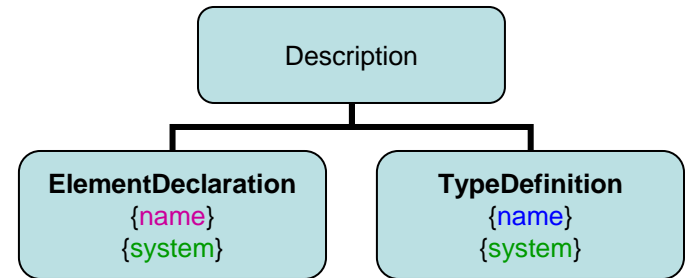 Description
ElementDeclaration
{name}
{system}
TypeDefinition
{name}
{system}